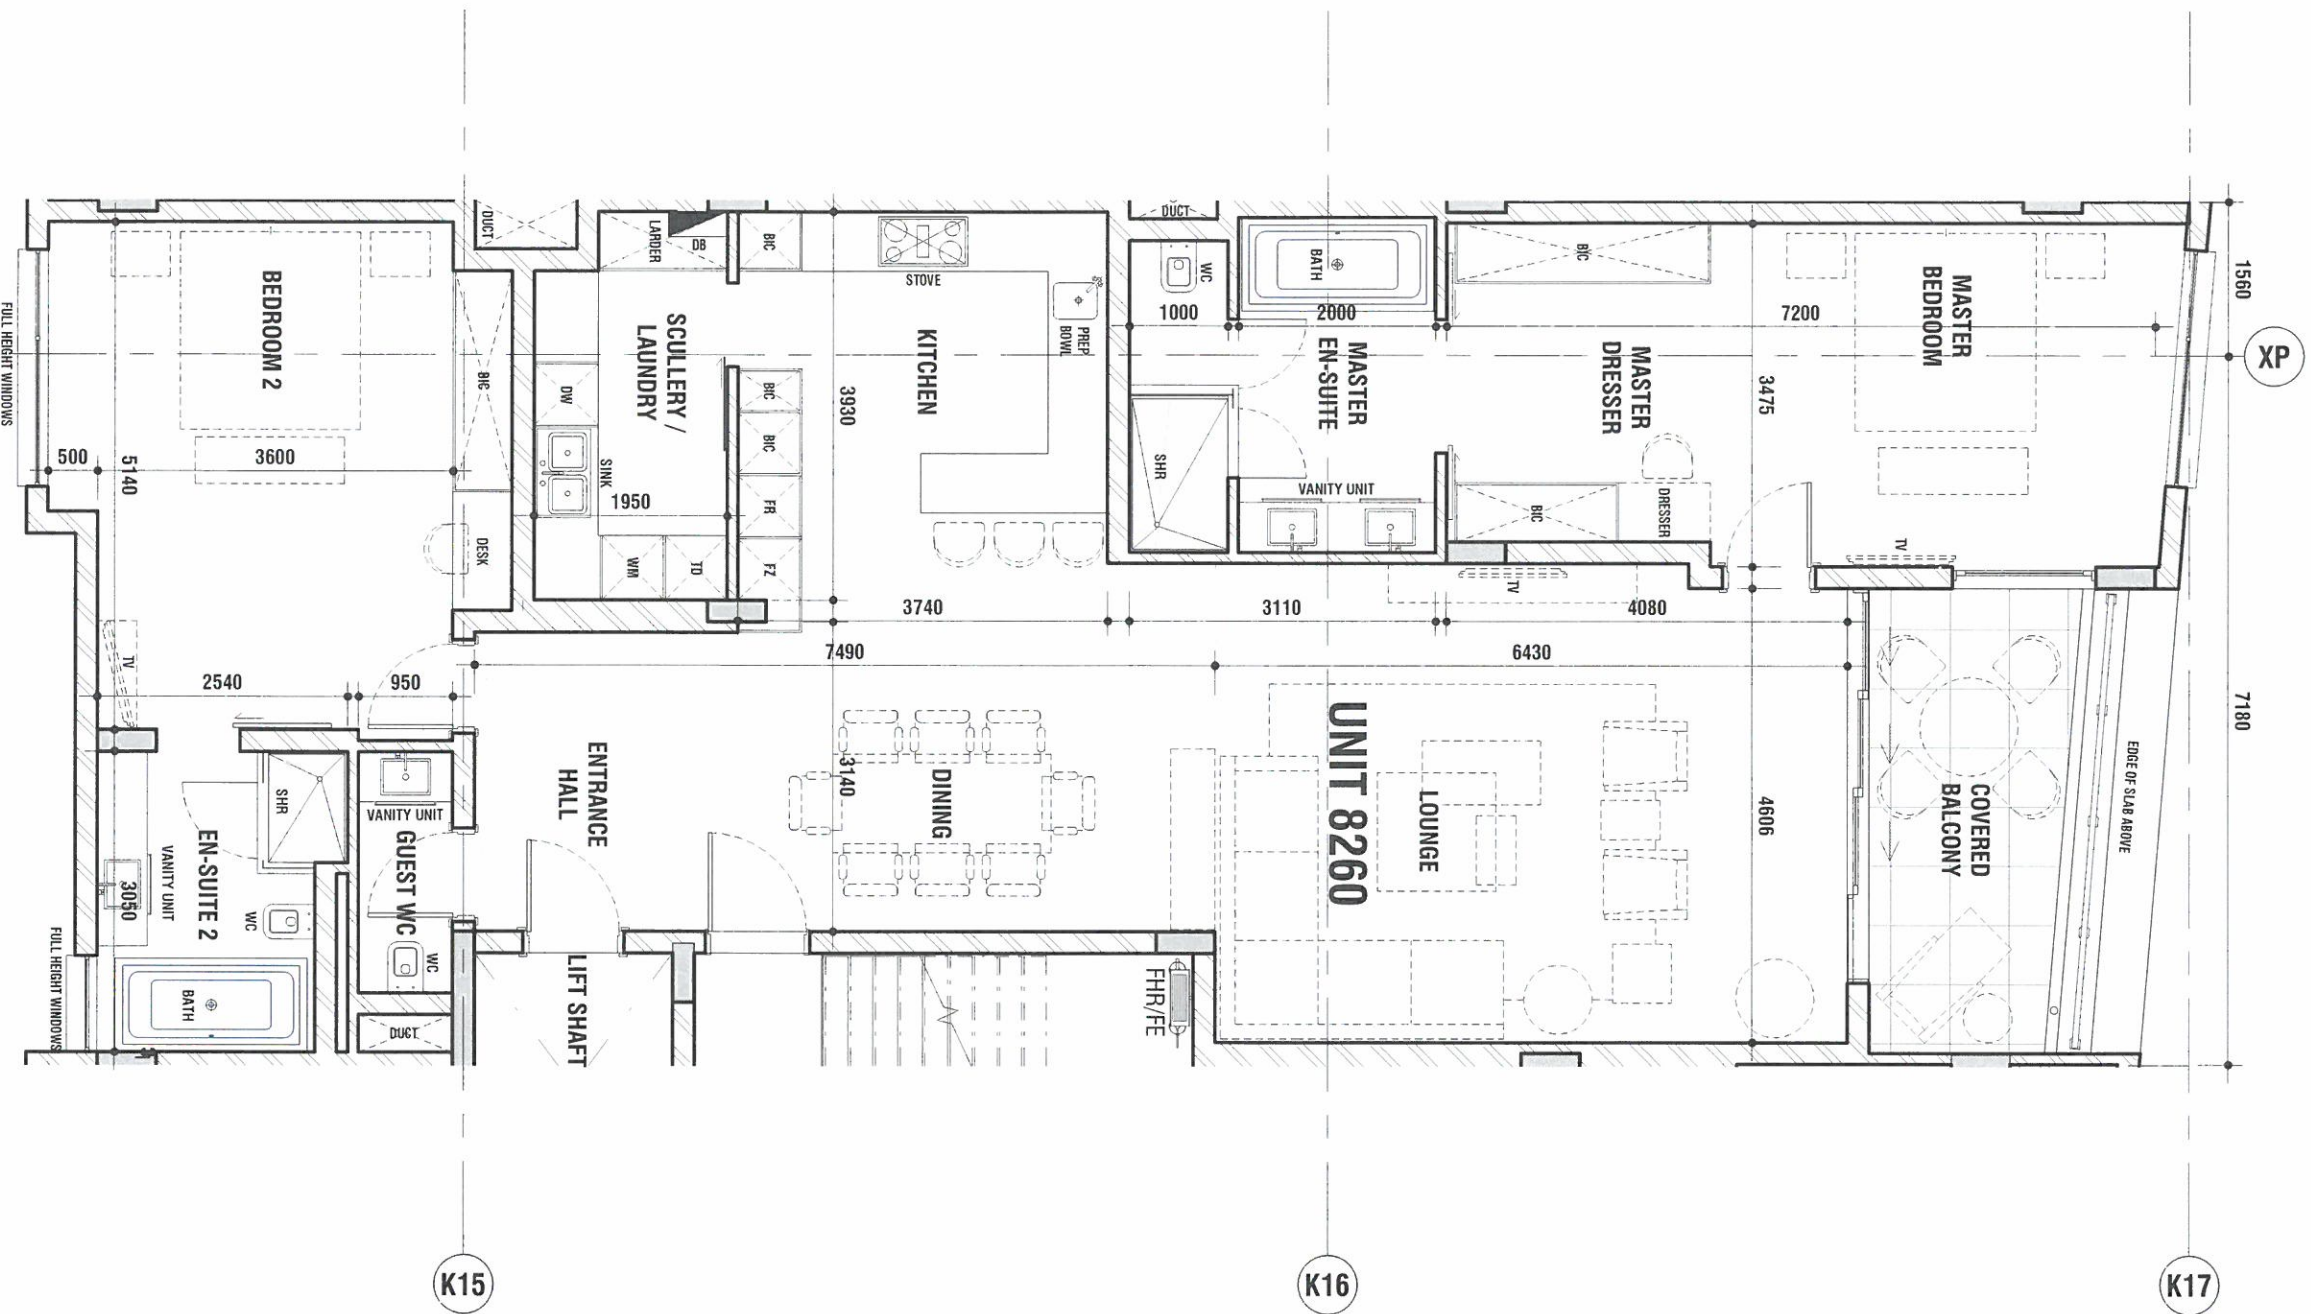 DUCT
LARDER
DB
BIC
STOVE
PREP
BOWL
DUCT
WC
BATH
BIC
1560
XP
FULL HEIGHT WINDOWS
BEDROOM 2
BIC
SCULLERY /
LAUNDRY
KITCHEN
1000
2000
7200
MASTER
EN-SUITE
MASTER
DRESSER
MASTER
BEDROOM
3475
500
5140
3600
DW
SINK
1950
BIC
BIC
FR
FZ
3930
SHR
VANITY UNIT
BIC
DRESSER
DESK
WM
TD
TV
TV
3740
3110
4080
7490
6430
7180
TV
2540
950
UNIT 8260
ENTRANCE
HALL
3140
DINING
LOUNGE
4606
COVERED
BALCONY
EDGE OF SLAB ABOVE
SHR
VANITY UNIT
GUEST WC
EN-SUITE 2
VANITY UNIT
3050
WC
WC
FULL HEIGHT WINDOWS
BATH
DUCT
LIFT SHAFT
FHR/FE
K15
K16
K17